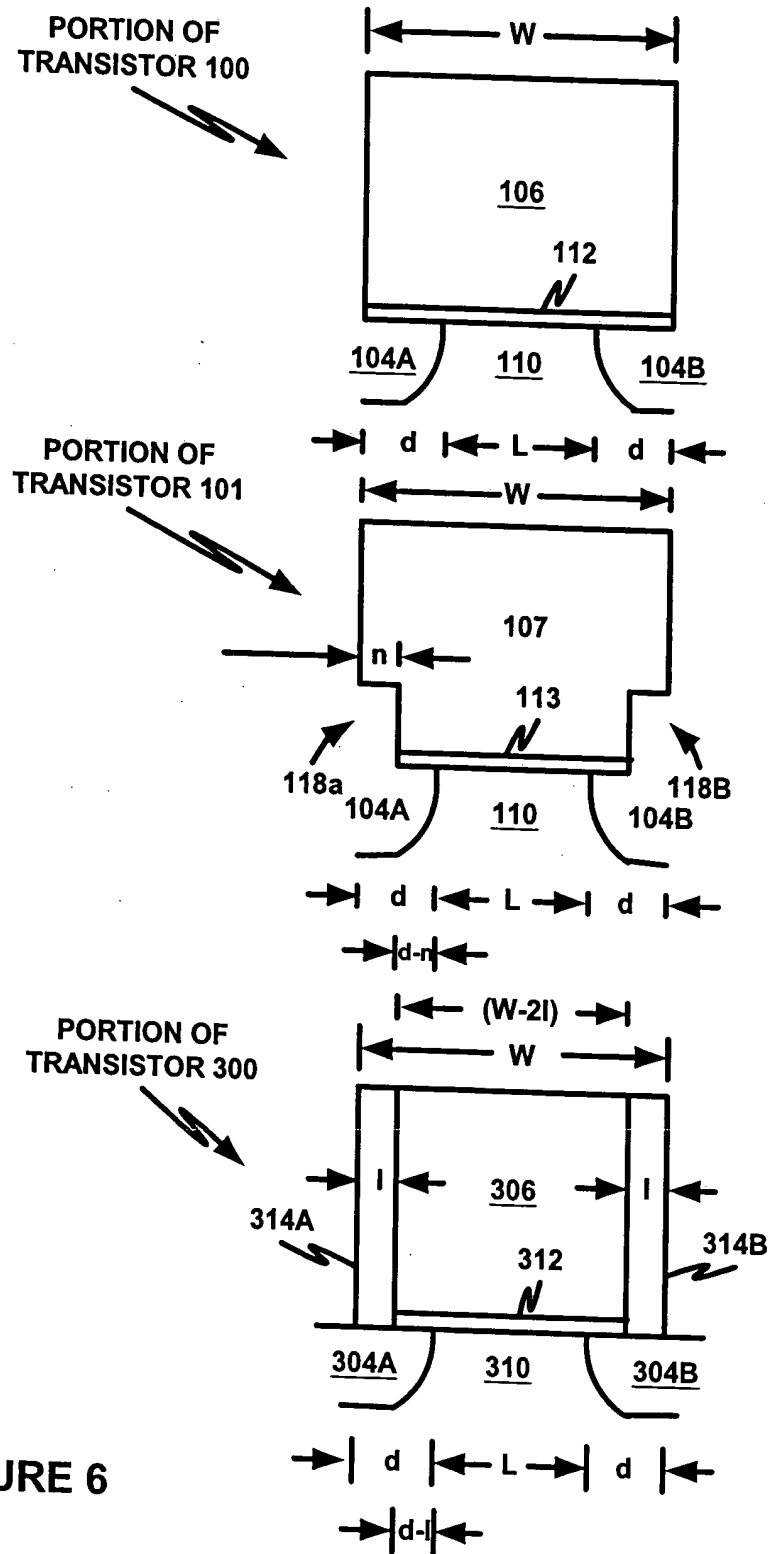 PORTION OF
TRANSISTOR 100
W
106
112
104A
110
104B
d
L
d
PORTION OF
TRANSISTOR 101
W
107
n
113
118a
118B
104A
110
104B
d
L
d
d-n
(W-2l)
PORTION OF
TRANSISTOR 300
W
l
306
l
314A
314B
312
304A
310
304B
d
L
d
d-l
URE 6